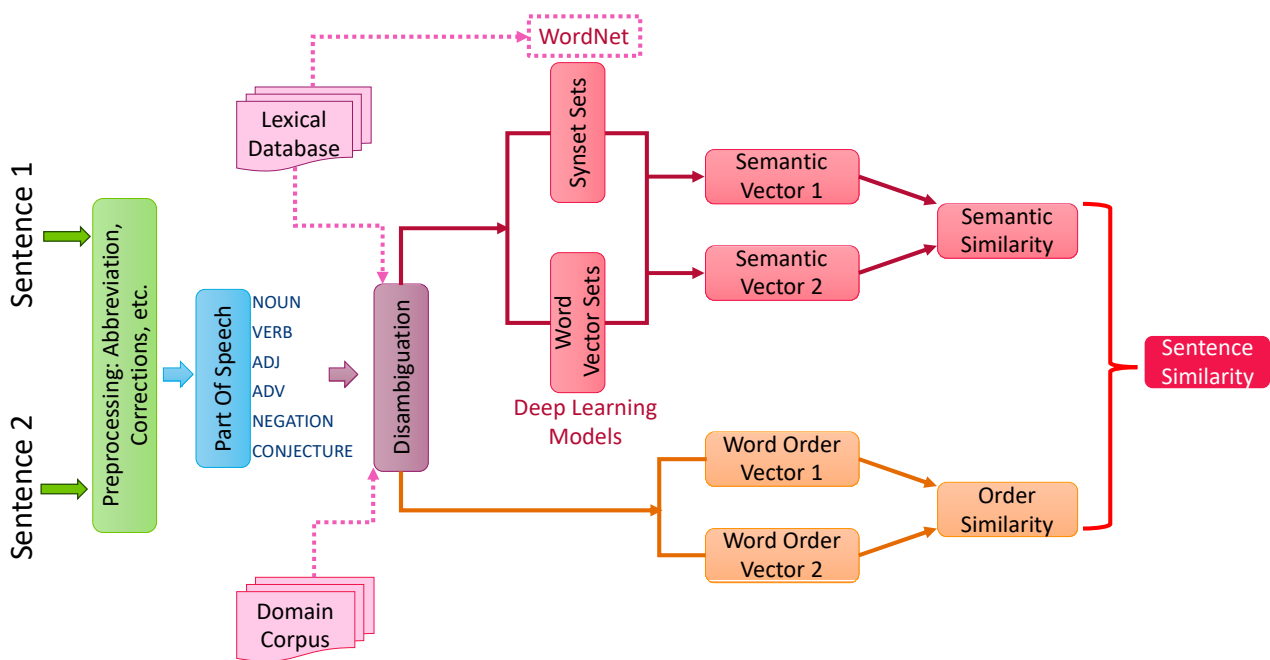 Sentence 1
Sentence 2
Preprocessing: Abbreviation,
Corrections, etc.
Part Of Speech
NOUN
VERB
ADJ
ADV
NEGATION
CONJECTURE
Lexical
Database
Domain
Corpus
Disambiguation
WordNet
Synset Sets
Word
Vector Sets
Deep Learning
Models
Semantic
Vector 1
Semantic
Vector 2
Semantic
Similarity
Word Order
Vector 1
Word Order
Vector 2
Order
Similarity
Sentence
Similarity